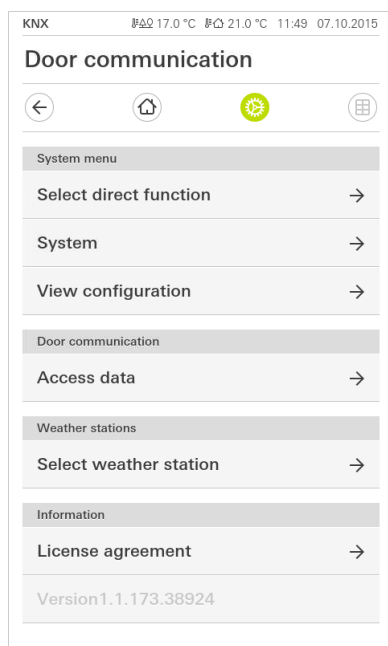 KNX 17.0 °C 21.0 °C 11:49 07.10.2015
Door communication
System menu
Select direct function
System
View configuration
Door communication
Access data
Weather stations
Select weather station
Information
License agreement
Version1.1.173.38924